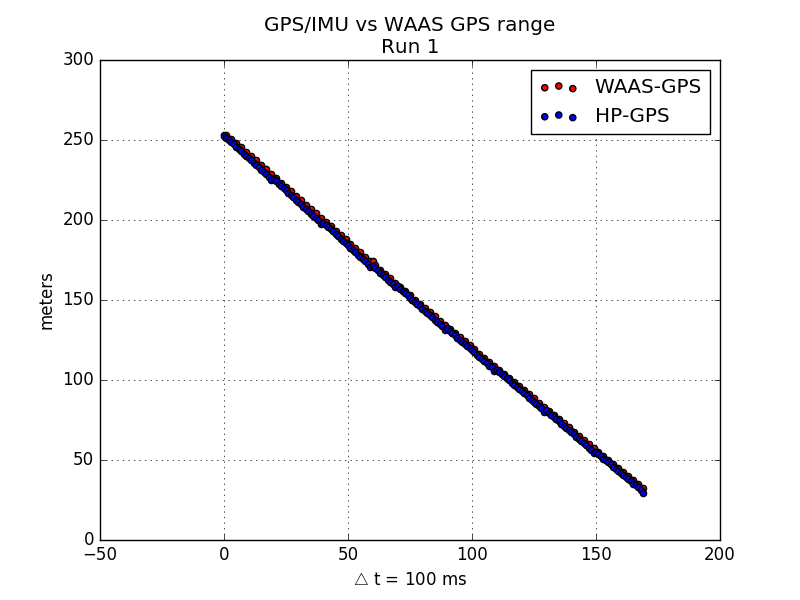 GPS/IMU vs WAAS GPS range
Run 1
WAAS-GPS
HP-GPS
300
250
200
150
100
50
0
meters
−50 0 50 100 150 200
△ t = 100 ms